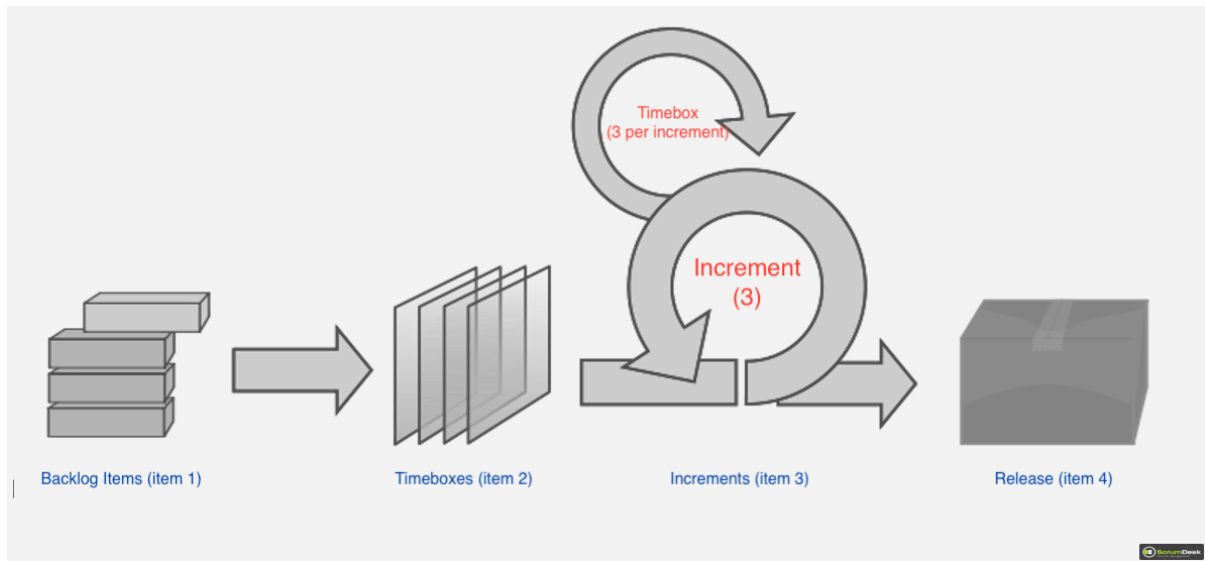 Timebox
(3 per increment)
Increment
(3)
Backlog Items (item 1)
Timeboxes (item 2)
Increments (item 3)
Release (item 4)
ScrumDesk